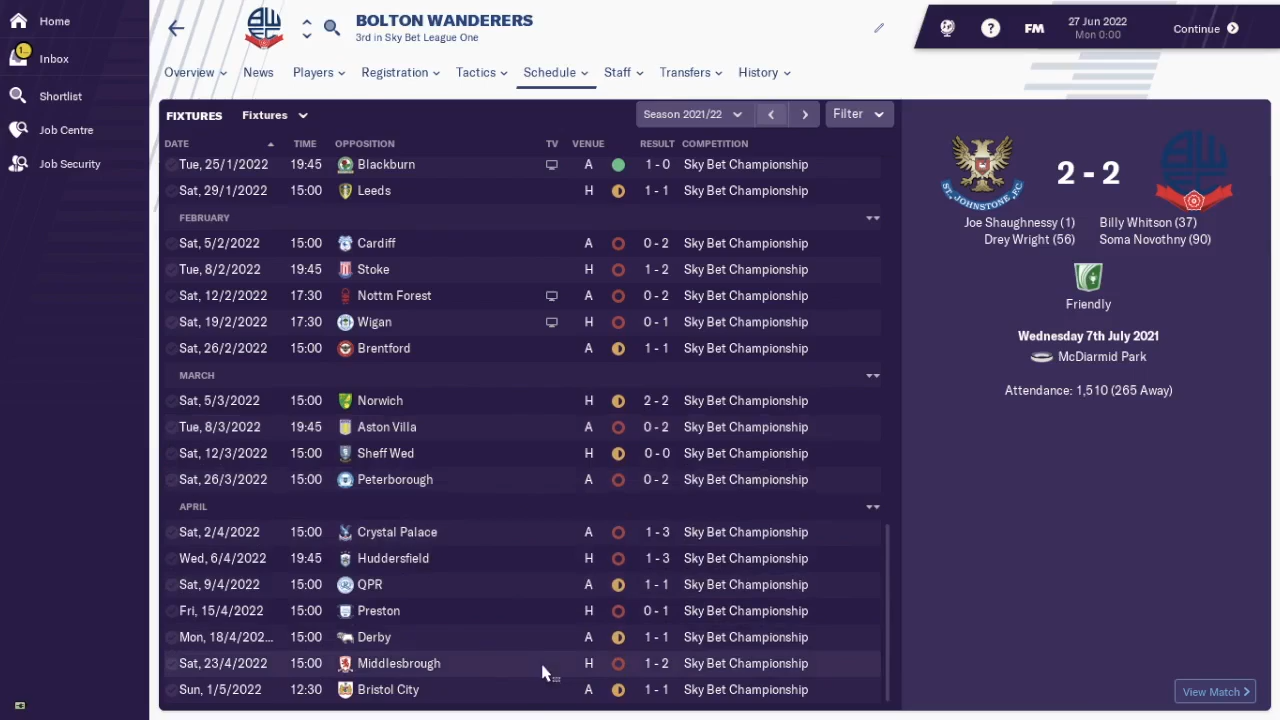 Home
Inbox
1...
Shortlist
Job Centre
Job Security
BOLTON WANDERERS
3rd in Sky Bet League One
FM
27 Jun 2022
Mon 0:00
Continue
Overview News Players Registration Tactics Schedule Staff Transfers History
FIXTURES Fixtures Season 2021/22 Filter
DATE TIME OPPOSITION TV VENUE RESULT COMPETITION
Tue, 25/1/2022 19:45 Blackburn A 1 - 0 Sky Bet Championship
Sat, 29/1/2022 15:00 Leeds H 1 - 1 Sky Bet Championship
FEBRUARY
Sat, 5/2/2022 15:00 Cardiff A 0 - 2 Sky Bet Championship
Tue, 8/2/2022 19:45 Stoke H 1 - 2 Sky Bet Championship
Sat, 12/2/2022 17:30 Nottm Forest A 0 - 2 Sky Bet Championship
Sat, 19/2/2022 17:30 Wigan H 0 - 1 Sky Bet Championship
Sat, 26/2/2022 15:00 Brentford A 1 - 1 Sky Bet Championship
MARCH
Sat, 5/3/2022 15:00 Norwich H 2 - 2 Sky Bet Championship
Tue, 8/3/2022 19:45 Aston Villa A 0 - 2 Sky Bet Championship
Sat, 12/3/2022 15:00 Sheff Wed H 0 - 0 Sky Bet Championship
Sat, 26/3/2022 15:00 Peterborough A 0 - 2 Sky Bet Championship
APRIL
Sat, 2/4/2022 15:00 Crystal Palace A 1 - 3 Sky Bet Championship
Wed, 6/4/2022 19:45 Huddersfield H 1 - 3 Sky Bet Championship
Sat, 9/4/2022 15:00 QPR A 1 - 1 Sky Bet Championship
Fri, 15/4/2022 15:00 Preston H 0 - 1 Sky Bet Championship
Mon, 18/4/202... 15:00 Derby A 1 - 1 Sky Bet Championship
Sat, 23/4/2022 15:00 Middlesbrough H 1 - 2 Sky Bet Championship
Sun, 1/5/2022 12:30 Bristol City A 1 - 1 Sky Bet Championship
ST. JOHNSTONE F.C.
2 - 2
Joe Shaughnessy (1) Billy Whitson (37)
Drey Wright (56) Soma Novothny (90)
Friendly
Wednesday 7th July 2021
McDiarmid Park
Attendance: 1,510 (265 Away)
View Match